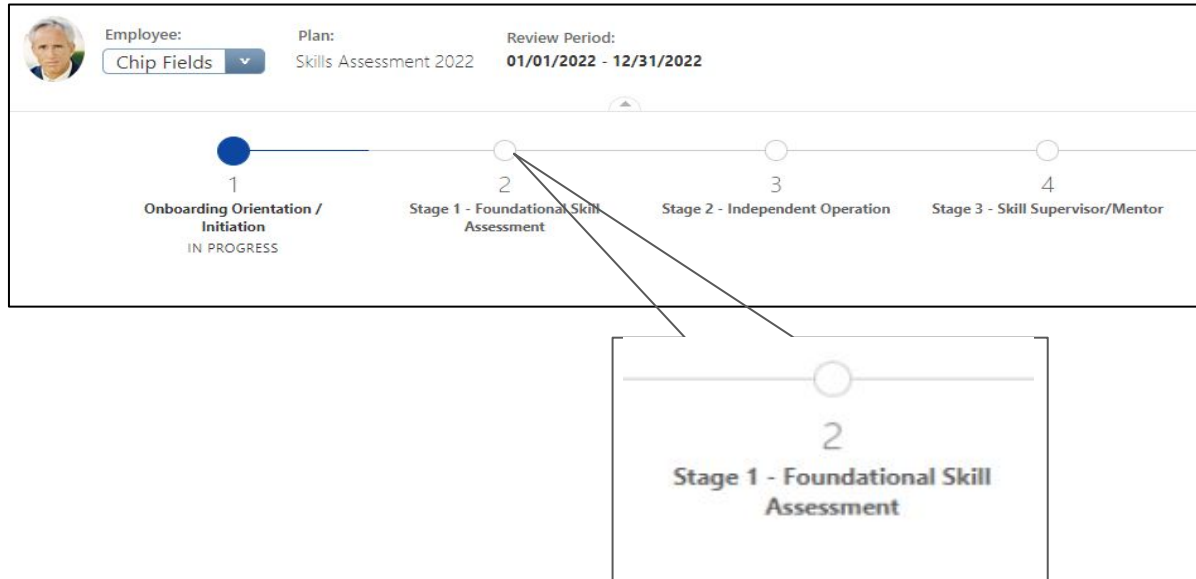 Employee: Plan: Review Period:
Chip Fields Skills Assessment 2022 01/01/2022 - 12/31/2022
1
Onboarding Orientation /
Initiation
IN PROGRESS
2
Stage 1 - Foundational Skill
Assessment
3
Stage 2 - Independent Operation
4
Stage 3 - Skill Supervisor/Mentor
2
Stage 1 - Foundational Skill
Assessment